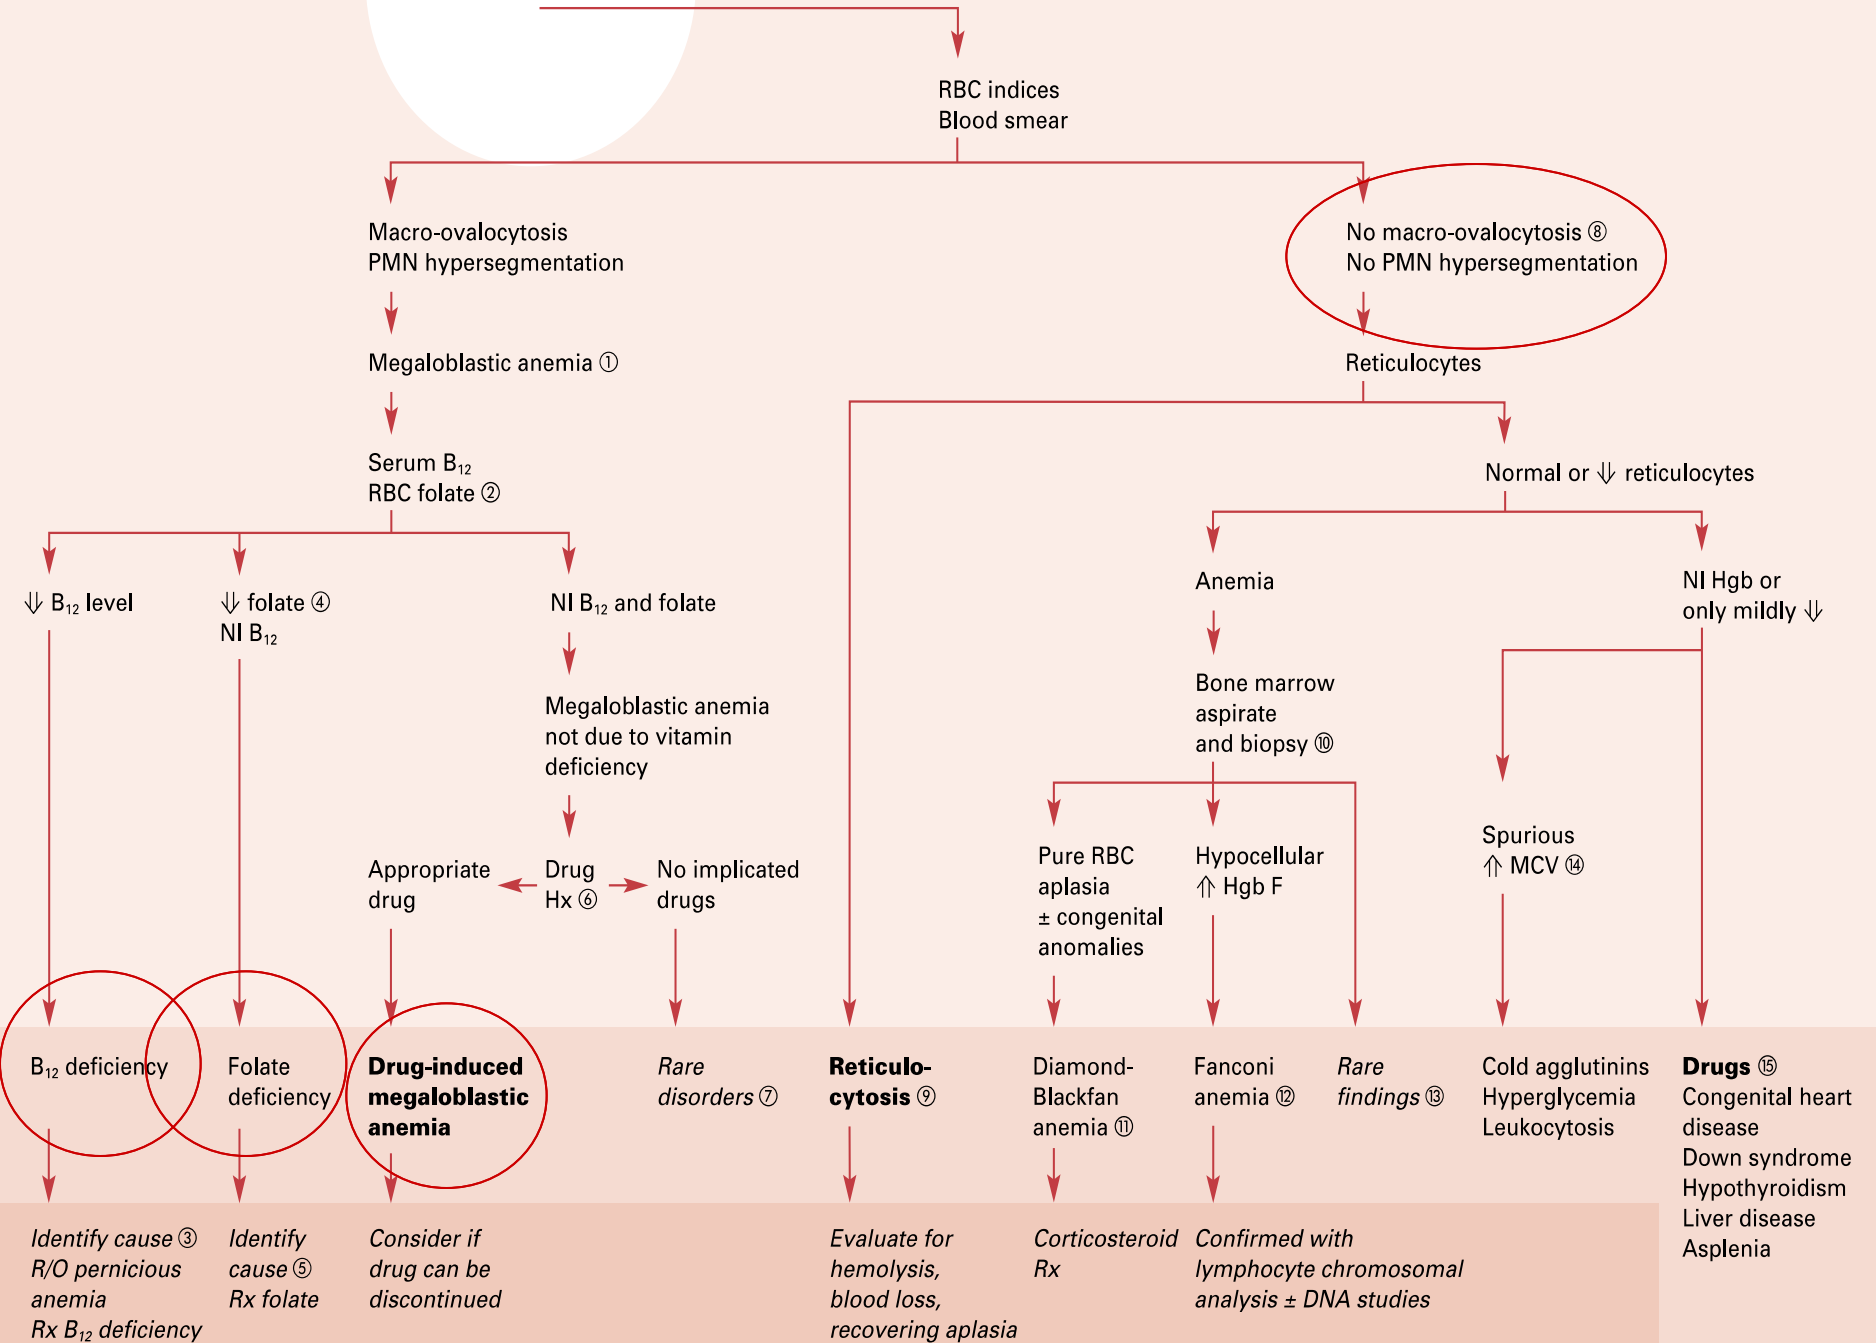 RBC indices
Blood smear
Macro-ovalocytosis
PMN hypersegmentation
No macro-ovalocytosis ⑧
No PMN hypersegmentation
Megaloblastic anemia ①
Reticulocytes
Serum B₁₂
RBC folate ②
Normal or ⇓ reticulocytes
⇓ B₁₂ level
⇓ folate ④
Nl B₁₂
Nl B₁₂ and folate
Anemia
Nl Hgb or
only mildly ⇓
Megaloblastic anemia
not due to vitamin
deficiency
Bone marrow
aspirate
and biopsy ⑩
Appropriate
drug
Drug
Hx ⑥
No implicated
drugs
Pure RBC
aplasia
± congenital
anomalies
Hypocellular
⇑ Hgb F
Spurious
⇑ MCV ⑭
B₁₂ deficiency
Folate
deficiency
Drug-induced
megaloblastic
anemia
Rare
disorders ⑦
Reticulo-
cytosis ⑨
Diamond-
Blackfan
anemia ⑪
Fanconi
anemia ⑫
Rare
findings ⑬
Cold agglutinins
Hyperglycemia
Leukocytosis
Drugs ⑮
Congenital heart
disease
Down syndrome
Hypothyroidism
Liver disease
Asplenia
Identify cause ③
R/O pernicious
anemia
Rx B₁₂ deficiency
Identify
cause ⑤
Rx folate
Consider if
drug can be
discontinued
Evaluate for
hemolysis,
blood loss,
recovering aplasia
Corticosteroid
Rx
Confirmed with
lymphocyte chromosomal
analysis ± DNA studies